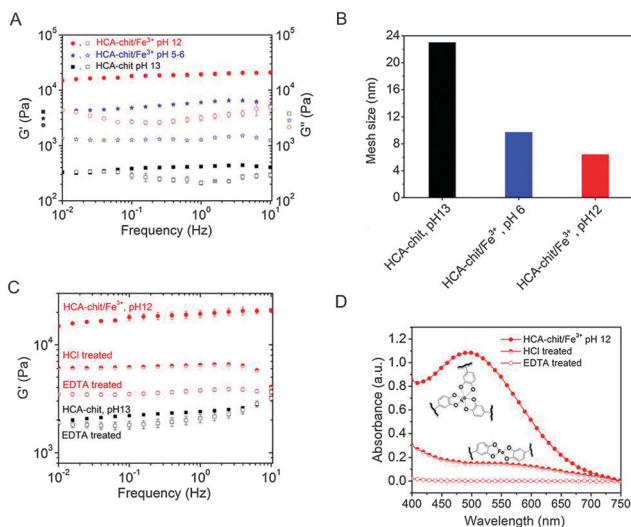 A
10⁵
10⁴
10³
10²
G' (Pa)
HCA-chit/Fe³⁺ pH 12
HCA-chit/Fe³⁺ pH 5-6
HCA-chit pH 13
10⁵
10⁴
10³
10²
G'' (Pa)
10⁻² 10⁻¹ 10⁰ 10¹
Frequency (Hz)
B
25
20
15
10
5
0
Mesh size (nm)
HCA-chit, pH13
HCA-chit/Fe³⁺, pH 6
HCA-chit/Fe³⁺, pH12
C
10⁴
10³
G' (Pa)
HCA-chit/Fe³⁺, pH12
HCl treated
EDTA treated
HCA-chit, pH13
EDTA treated
10⁻² 10⁻¹ 10⁰ 10¹
Frequency (Hz)
D
1.2
1.0
0.8
0.6
0.4
0.2
0.0
Absorbance (a.u.)
HCA-chit/Fe³⁺ pH 12
HCl treated
EDTA treated
400 450 500 550 600 650 700 750
Wavelength (nm)